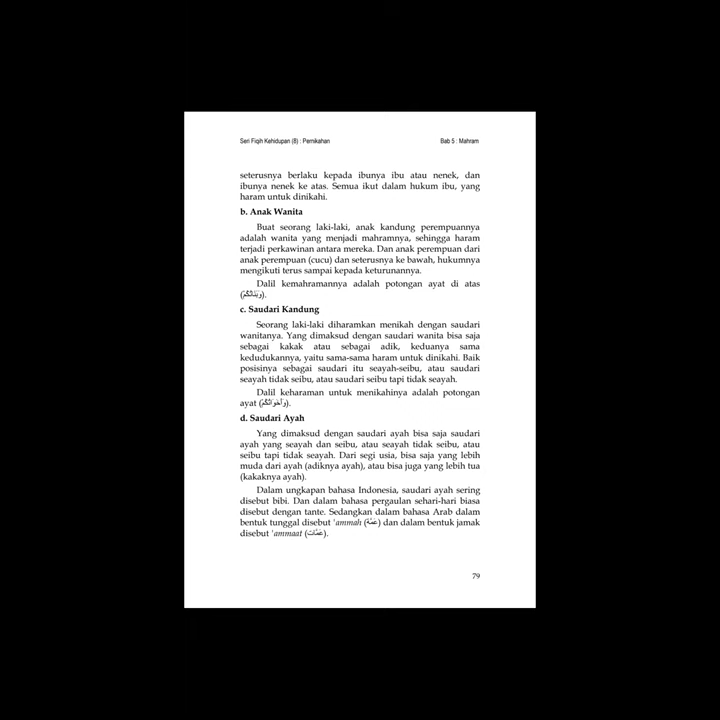 Seri Fiqih Kehidupan (8) : Pernikahan Bab 5 : Mahram
seterusnya berlaku kepada ibunya ibu atau nenek, dan
ibunya nenek ke atas. Semua ikut dalam hukum ibu, yang
haram untuk dinikahi.
b. Anak Wanita
Buat seorang laki-laki, anak kandung perempuannya
adalah wanita yang menjadi mahramnya, sehingga haram
terjadi perkawinan antara mereka. Dan anak perempuan dari
anak perempuan (cucu) dan seterusnya ke bawah, hukumnya
mengikuti terus sampai kepada keturunannya.
Dalil kemahramannya adalah potongan ayat di atas
(وَبَنَاتُكُمْ).
c. Saudari Kandung
Seorang laki-laki diharamkan menikah dengan saudari
wanitanya. Yang dimaksud dengan saudari wanita bisa saja
sebagai kakak atau sebagai adik, keduanya sama
kedudukannya, yaitu sama-sama haram untuk dinikahi. Baik
posisinya sebagai saudari itu seayah-seibu, atau saudari
seayah tidak seibu, atau saudari seibu tapi tidak seayah.
Dalil keharaman untuk menikahinya adalah potongan
ayat (وَأَخَوَاتُكُمْ).
d. Saudari Ayah
Yang dimaksud dengan saudari ayah bisa saja saudari
ayah yang seayah dan seibu, atau seayah tidak seibu, atau
seibu tapi tidak seayah. Dari segi usia, bisa saja yang lebih
muda dari ayah (adiknya ayah), atau bisa juga yang lebih tua
(kakaknya ayah).
Dalam ungkapan bahasa Indonesia, saudari ayah sering
disebut bibi. Dan dalam bahasa pergaulan sehari-hari biasa
disebut dengan tante. Sedangkan dalam bahasa Arab dalam
bentuk tunggal disebut 'ammah (عَمَّة) dan dalam bentuk jamak
disebut 'ammaat (عَمَّات).
79